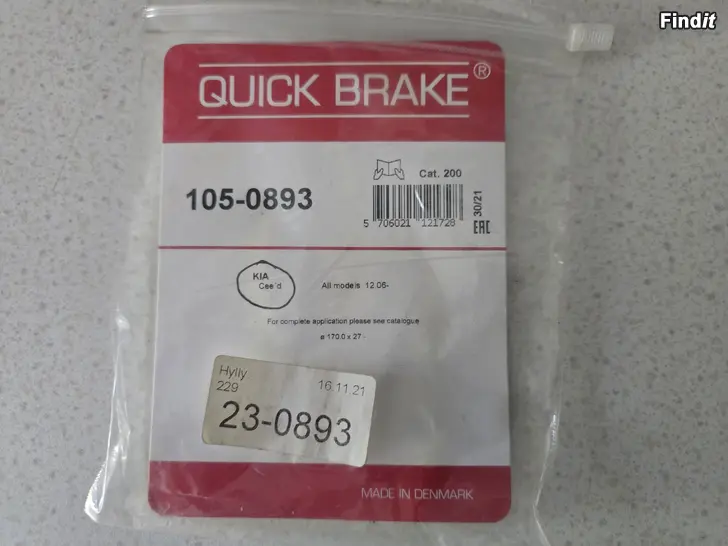 Findit
QUICK BRAKE®
Cat. 200
105-0893
5 706021 121728
30/21
EAC
KIA
Cee'd
All models 12.06-
For complete application please see catalogue
ø 170.0 x 27
Hylly
229
16.11.21
23-0893
MADE IN DENMARK